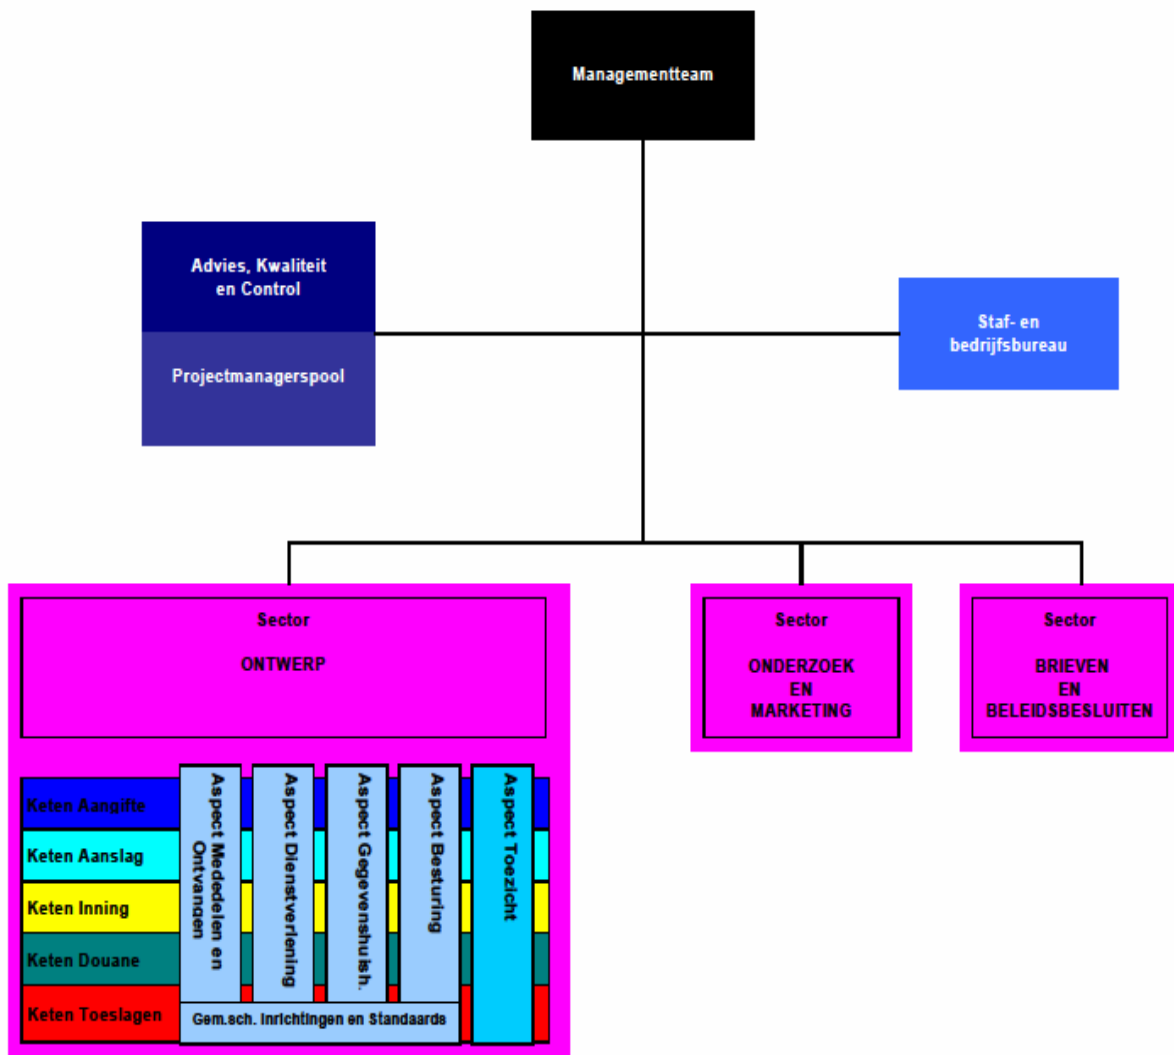 Managementteam
Advies, Kwaliteit
en Control
Projectmanagerspool
Staf- en
bedrijfsbureau
Sector
ONTWERP
Sector
ONDERZOEK
EN
MARKETING
Sector
BRIEVEN
EN
BELEIDSBESLUITEN
Keten Aangifte
Keten Aanslag
Keten Inning
Keten Douane
Keten Toeslagen
Aspect Mededelen en
Ontvangen
Aspect Dienstverlening
Aspect Gegevenshuish.
Aspect Besturing
Aspect Toezicht
Gem.sch. Inrichtingen en Standaards